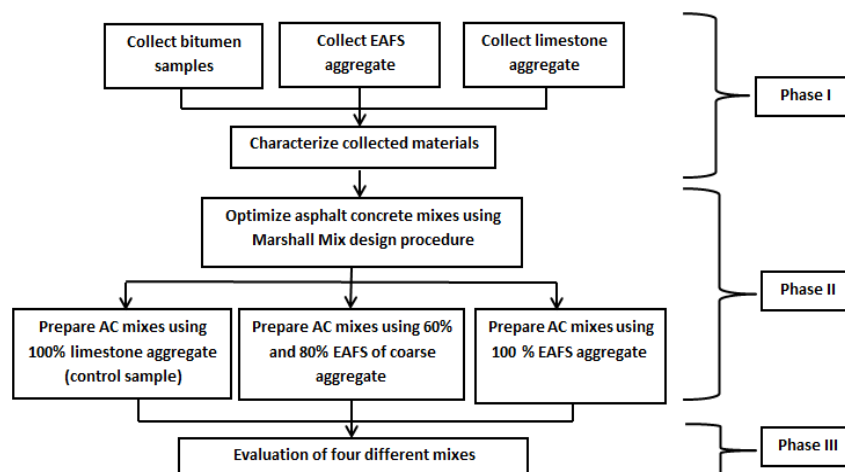 Collect bitumen
samples
Collect EAFS
aggregate
Collect limestone
aggregate
Phase I
Characterize collected materials
Optimize asphalt concrete mixes using
Marshall Mix design procedure
Phase II
Prepare AC mixes using
100% limestone aggregate
(control sample)
Prepare AC mixes using 60%
and 80% EAFS of coarse
aggregate
Prepare AC mixes using
100 % EAFS aggregate
Phase III
Evaluation of four different mixes